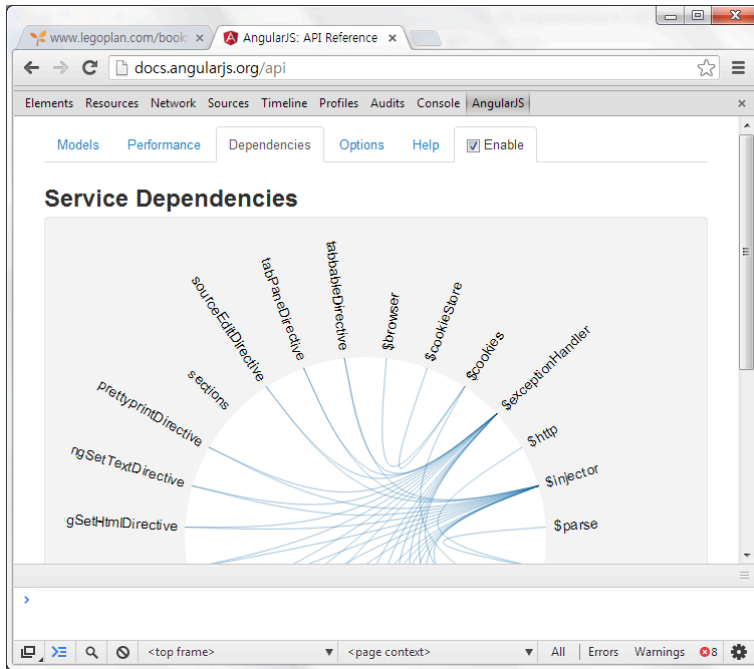 www.legoplan.com/book
AngularJS: API Reference
docs.angularjs.org/api
Elements Resources Network Sources Timeline Profiles Audits Console AngularJS
Models Performance Dependencies Options Help Enable
Service Dependencies
gSetHtmlDirective
ngSetTextDirective
prettyprintDirective
sections
sourceEditDirective
tabPaneDirective
tabbableDirective
$browser
$cookieStore
$cookies
$exceptionHandler
$http
$injector
$parse
<top frame> <page context> All Errors Warnings 8